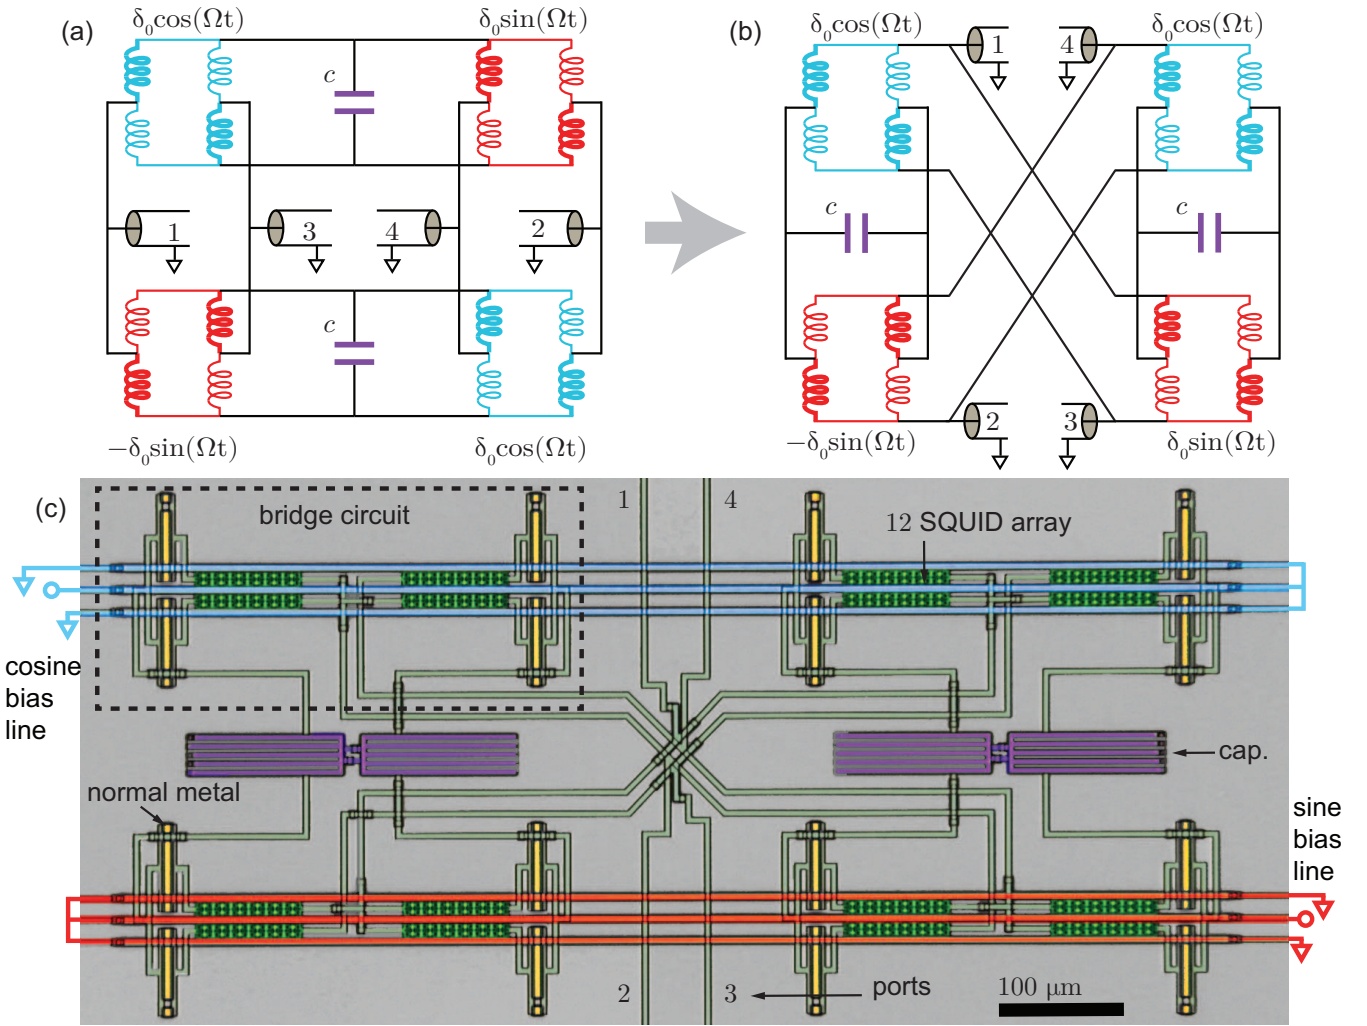 (a)
δ₀cos(Ωt)
δ₀sin(Ωt)
c
1
3
4
2
c
-δ₀sin(Ωt)
δ₀cos(Ωt)
(b)
δ₀cos(Ωt)
δ₀cos(Ωt)
1
4
c
c
2
3
-δ₀sin(Ωt)
δ₀sin(Ωt)
(c)
bridge circuit
1
4
12 SQUID array
cosine
bias
line
cap.
normal metal
sine
bias
line
2
3
ports
100 μm